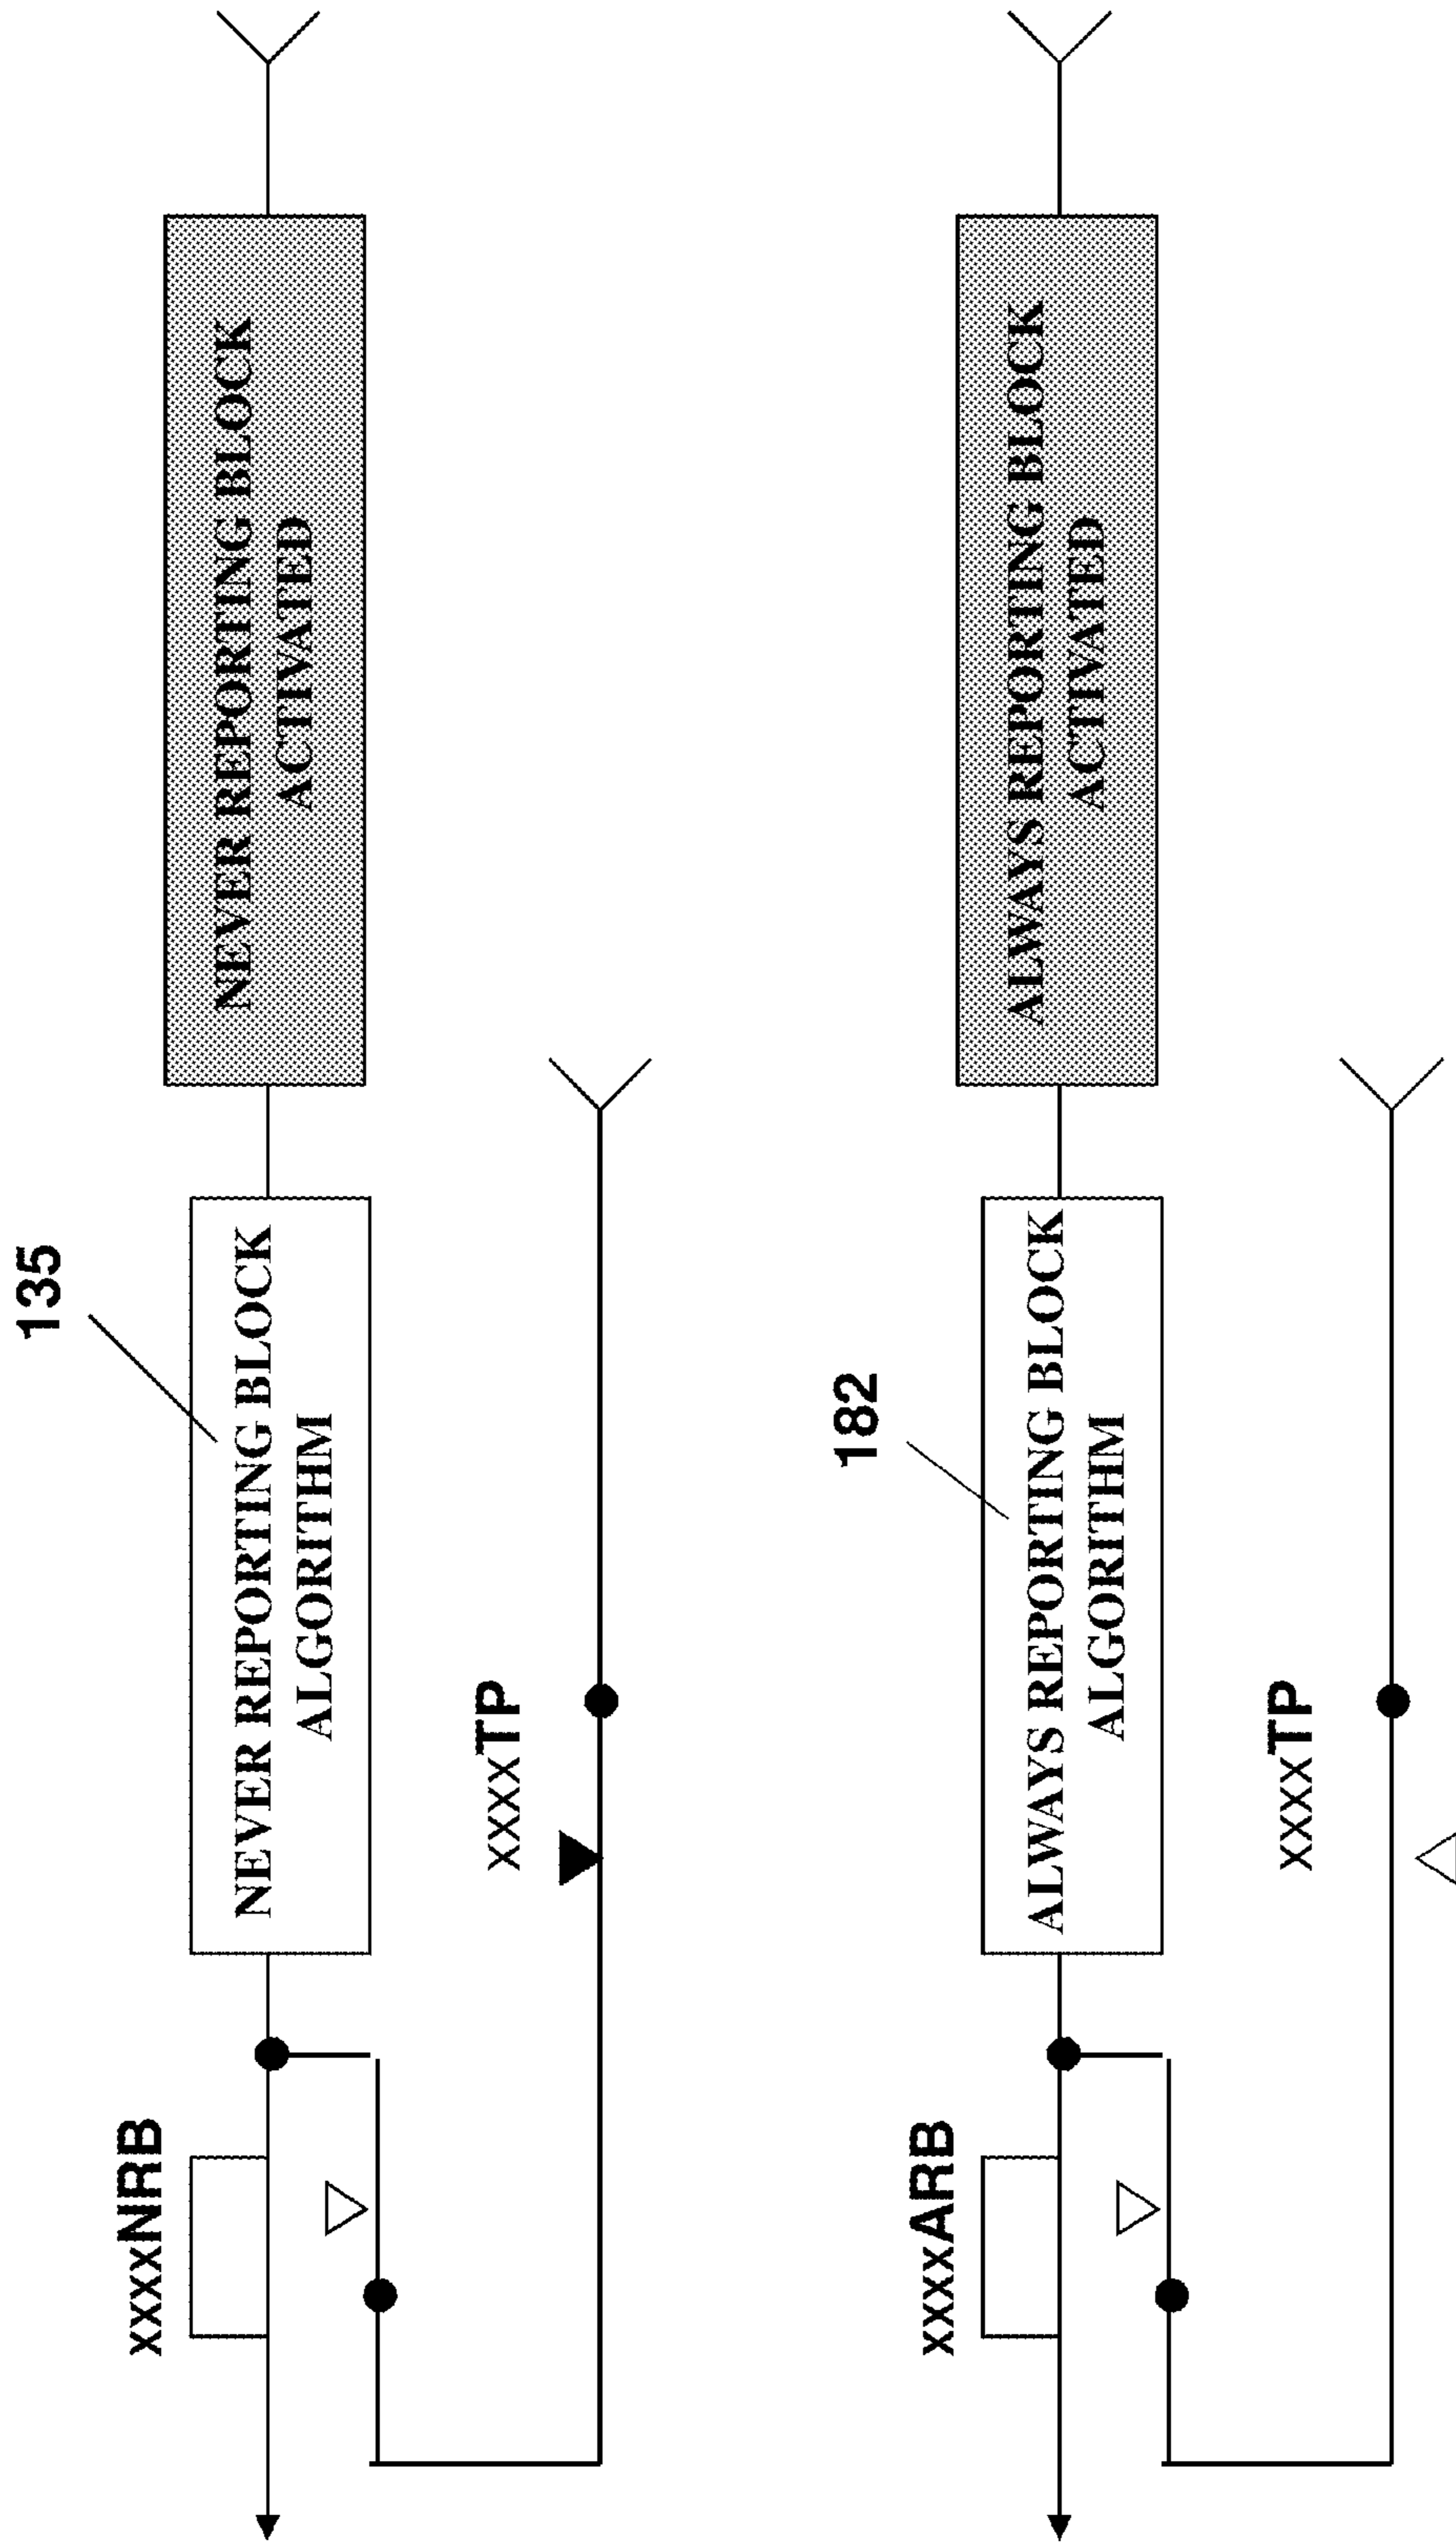 135
xxxxNRB
NEVER REPORTING BLOCK
ALGORITHM
NEVER REPORTING BLOCK
ACTIVATED
xxxxTP
182
xxxxARB
ALWAYS REPORTING BLOCK
ALGORITHM
ALWAYS REPORTING BLOCK
ACTIVATED
xxxxTP